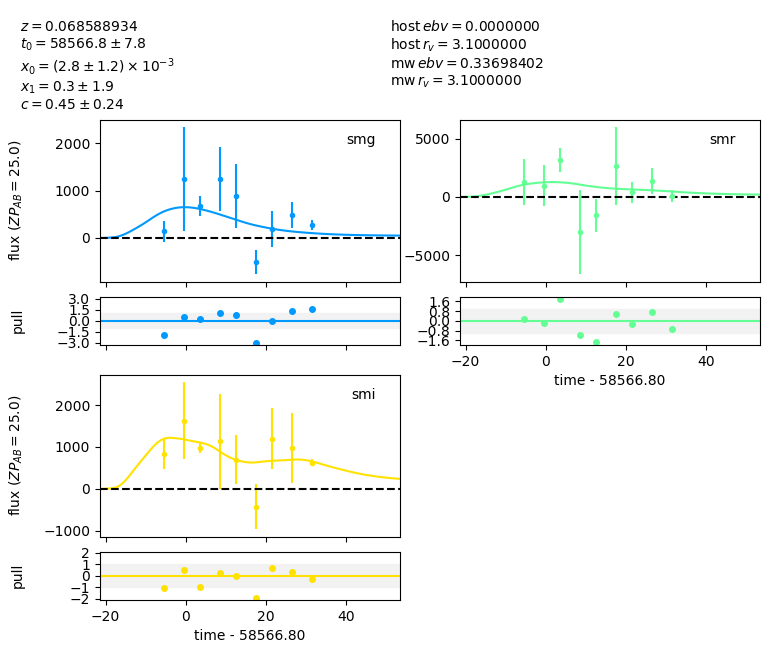 z = 0.068588934
t₀ = 58566.8 ± 7.8
x₀ = (2.8 ± 1.2) × 10⁻³
x₁ = 0.3 ± 1.9
c = 0.45 ± 0.24
host ebv = 0.0000000
host r_v = 3.1000000
mw ebv = 0.33698402
mw r_v = 3.1000000
smg
flux (ZP_AB = 25.0)
2000
1000
0
smr
5000
0
−5000
pull
3.0
1.5
0.0
−1.5
−3.0
1.6
0.8
0.0
−0.8
−1.6
−20
0
20
40
time - 58566.80
smi
flux (ZP_AB = 25.0)
2000
1000
0
−1000
pull
2
1
0
−1
−2
−20
0
20
40
time - 58566.80